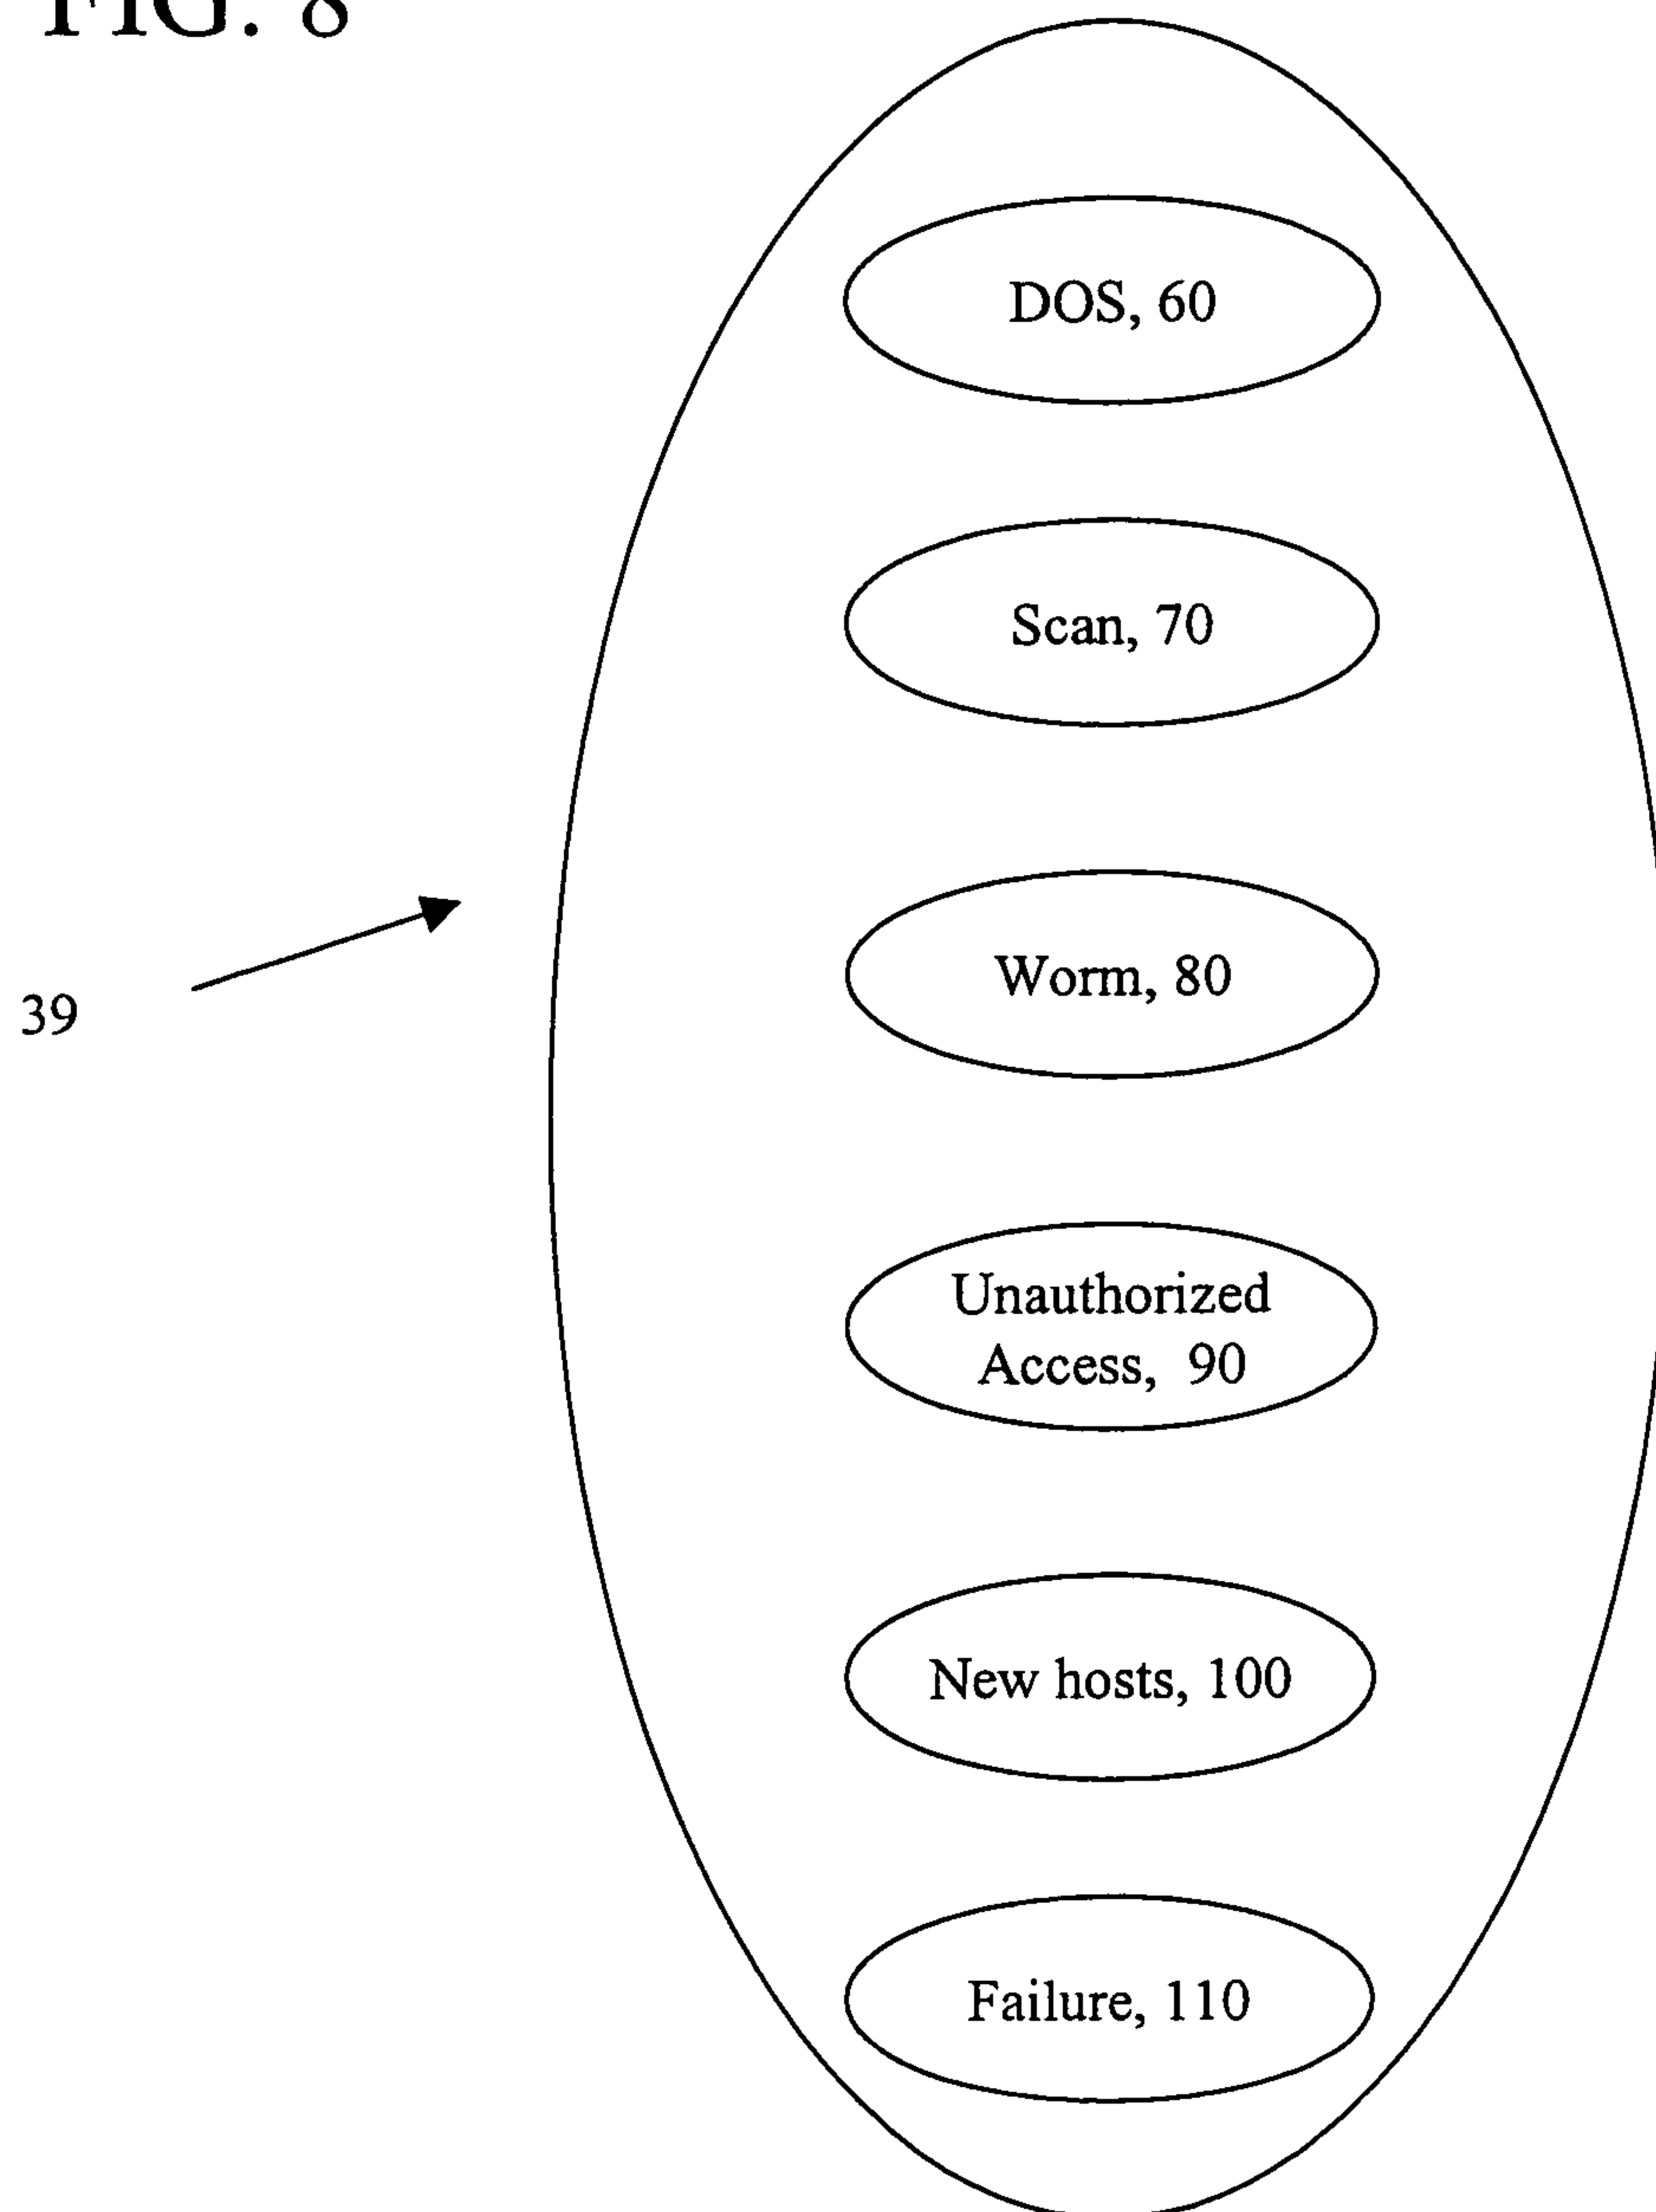 FIG. 8
DOS, 60
Scan, 70
Worm, 80
39
Unauthorized
Access, 90
New hosts, 100
Failure, 110